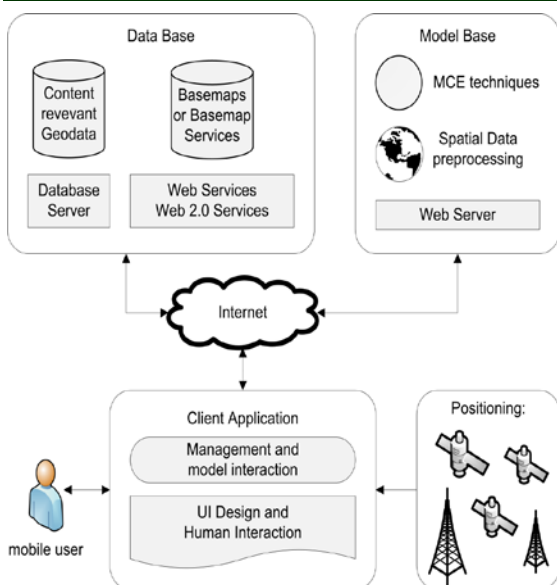 Data Base
Content
revevant
Geodata
Basemaps
or Basemap
Services
Database
Server
Web Services
Web 2.0 Services
Model Base
MCE techniques
Spatial Data
preprocessing
Web Server
Internet
Client Application
Management and
model interaction
UI Design and
Human Interaction
mobile user
Positioning: